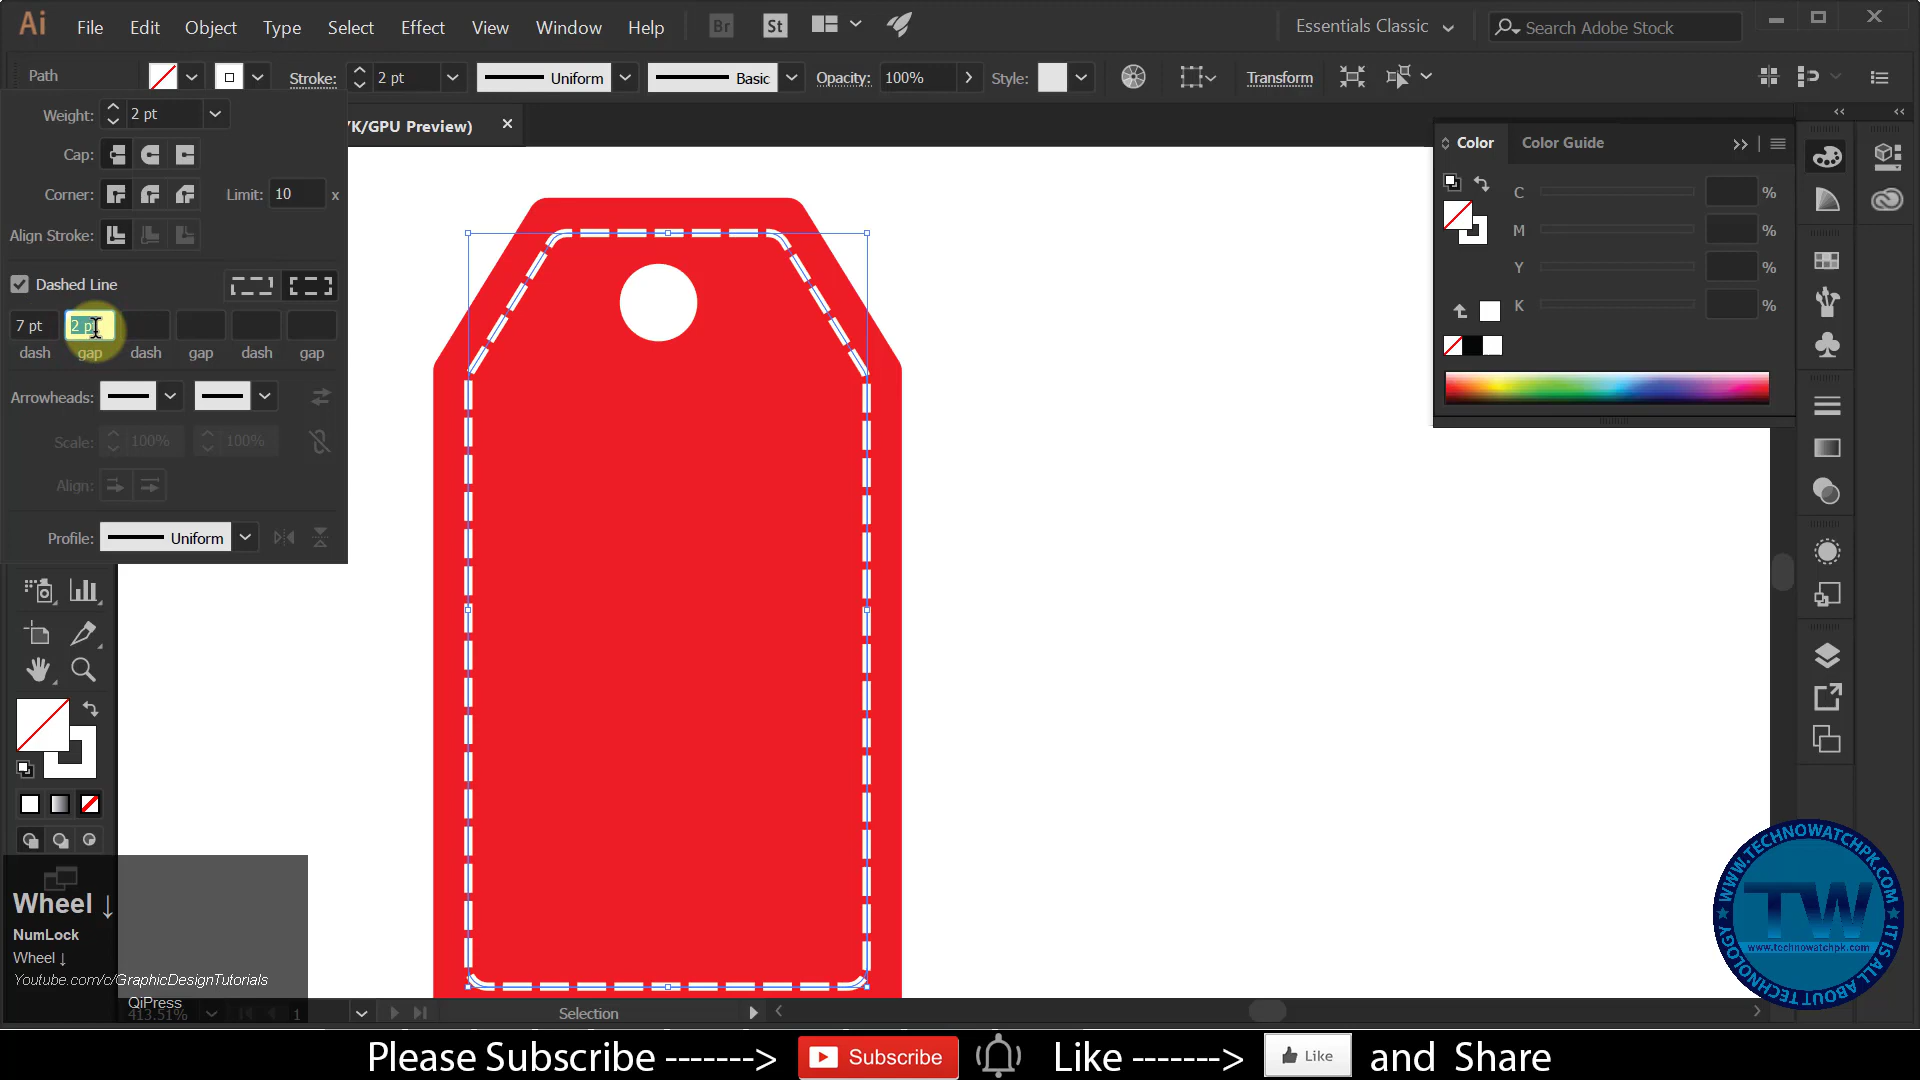 Ai File Edit Object Type Select Effect View Window Help Br St Essentials Classic Search Adobe Stock
Path Stroke: 2 pt Uniform Basic Opacity: 100% Style: Transform
Weight: 2 pt
YK/GPU Preview) ×
Cap:
Corner: Limit: 10 x
Align Stroke:
Dashed Line
7 pt 2 pt
dash gap dash gap dash gap
Arrowheads:
Scale: 100% 100%
Align:
Profile: Uniform
Color Color Guide
C %
M %
Y %
K %
Wheel ↓
NumLock
Wheel ↓
Youtube.com/c/GraphicDesignTutorials
QiPress
413.51% 1 Selection
WWW.TECHNOWATCHPK.COM
TW
www.technowatchpk.com
IT IS ALL ABOUT TECHNOLOGY
Please Subscribe -------> Subscribe Like -------> Like and Share